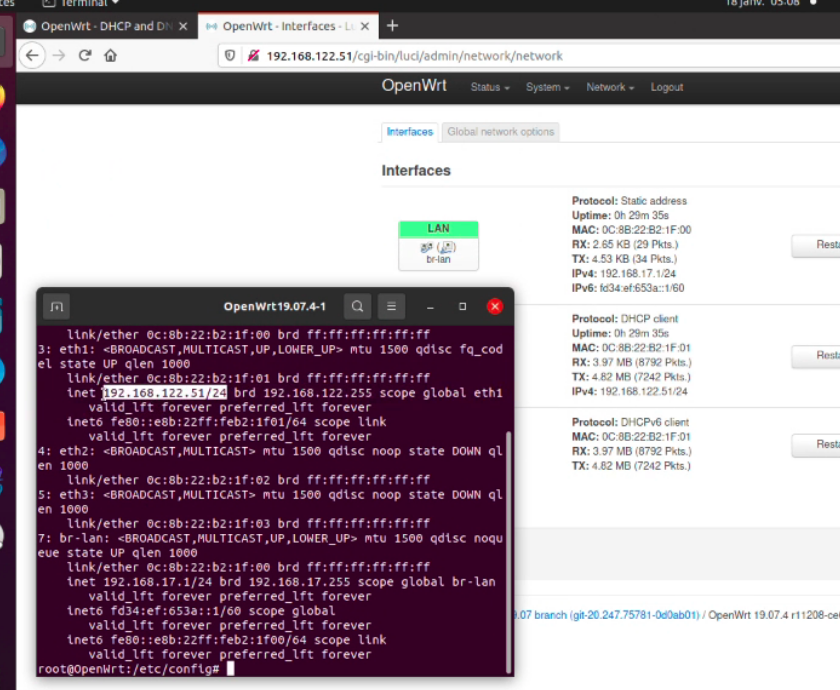 Terminal
18 janv. 05:08
OpenWrt - DHCP and DN
OpenWrt - Interfaces - Lu
192.168.122.51/cgi-bin/luci/admin/network/network
OpenWrt Status System Network Logout
Interfaces Global network options
Interfaces
LAN
br-lan
Protocol: Static address
Uptime: 0h 29m 35s
MAC: 0C:8B:22:B2:1F:00
RX: 2.65 KB (29 Pkts.)
TX: 4.53 KB (34 Pkts.)
IPv4: 192.168.17.1/24
IPv6: fd34:ef:653a::1/60
Resta
Protocol: DHCP client
Uptime: 0h 29m 35s
MAC: 0C:8B:22:B2:1F:01
RX: 3.97 MB (8792 Pkts.)
TX: 4.82 MB (7242 Pkts.)
IPv4: 192.168.122.51/24
Resta
Protocol: DHCPv6 client
MAC: 0C:8B:22:B2:1F:01
RX: 3.97 MB (8792 Pkts.)
TX: 4.82 MB (7242 Pkts.)
Resta
.07 branch (git-20.247.75781-0d0ab01) / OpenWrt 19.07.4 r11208-ce
OpenWrt19.07.4-1
link/ether 0c:8b:22:b2:1f:00 brd ff:ff:ff:ff:ff:ff
3: eth1: <BROADCAST,MULTICAST,UP,LOWER_UP> mtu 1500 qdisc fq_cod
el state UP qlen 1000
link/ether 0c:8b:22:b2:1f:01 brd ff:ff:ff:ff:ff:ff
inet 192.168.122.51/24 brd 192.168.122.255 scope global eth1
valid_lft forever preferred_lft forever
inet6 fe80::e8b:22ff:feb2:1f01/64 scope link
valid_lft forever preferred_lft forever
4: eth2: <BROADCAST,MULTICAST> mtu 1500 qdisc noop state DOWN ql
en 1000
link/ether 0c:8b:22:b2:1f:02 brd ff:ff:ff:ff:ff:ff
5: eth3: <BROADCAST,MULTICAST> mtu 1500 qdisc noop state DOWN ql
en 1000
link/ether 0c:8b:22:b2:1f:03 brd ff:ff:ff:ff:ff:ff
7: br-lan: <BROADCAST,MULTICAST,UP,LOWER_UP> mtu 1500 qdisc noqu
eue state UP qlen 1000
link/ether 0c:8b:22:b2:1f:00 brd ff:ff:ff:ff:ff:ff
inet 192.168.17.1/24 brd 192.168.17.255 scope global br-lan
valid_lft forever preferred_lft forever
inet6 fd34:ef:653a::1/60 scope global
valid_lft forever preferred_lft forever
inet6 fe80::e8b:22ff:feb2:1f00/64 scope link
valid_lft forever preferred_lft forever
root@OpenWrt:/etc/config#